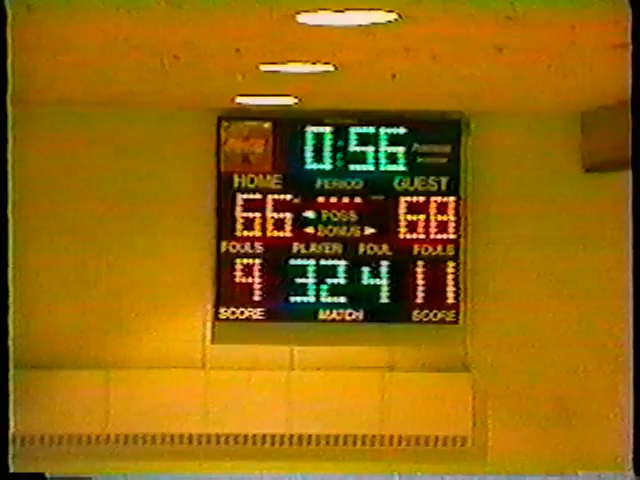 0:56
HOME PERIOD GUEST
66 POSS 68
BONUS
FOULS PLAYER FOUL FOULS
9 32 4 11
SCORE MATCH SCORE